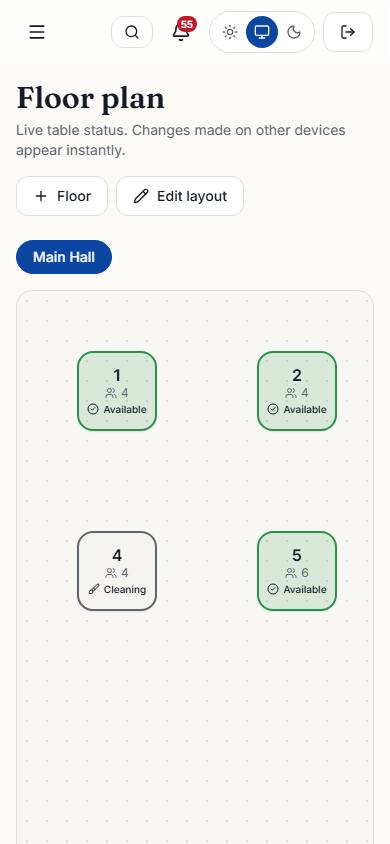 55
Floor plan
Live table status. Changes made on other devices
appear instantly.
Floor
Edit layout
Main Hall
1
4
Available
2
4
Available
4
4
Cleaning
5
6
Available